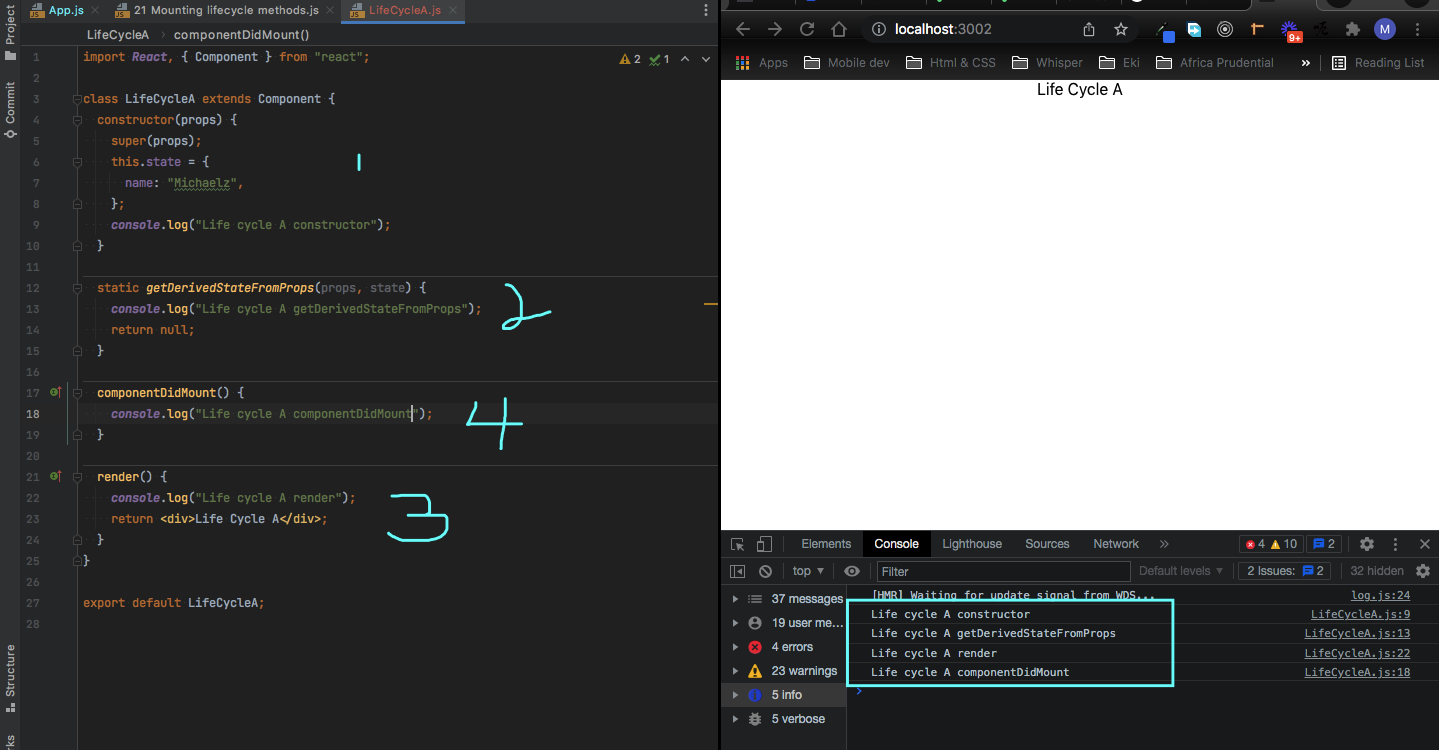 App.js
21 Mounting lifecycle methods.js
LifeCycleA.js
LifeCycleA › componentDidMount()
Project
Commit
Structure
2 1
1 import React, { Component } from "react";
2
3 class LifeCycleA extends Component {
4 constructor(props) {
5 super(props);
6 this.state = {
7 name: "Michaelz",
8 };
9 console.log("Life cycle A constructor");
10 }
11
12 static getDerivedStateFromProps(props, state) {
13 console.log("Life cycle A getDerivedStateFromProps");
14 return null;
15 }
16
17 componentDidMount() {
18 console.log("Life cycle A componentDidMount");
19 }
20
21 render() {
22 console.log("Life cycle A render");
23 return <div>Life Cycle A</div>;
24 }
25 }
26
27 export default LifeCycleA;
28
1
2
4
3
localhost:3002
9+
M
Apps Mobile dev Html & CSS Whisper Eki Africa Prudential » Reading List
Life Cycle A
Elements Console Lighthouse Sources Network » 4 10 2
top ▼ Filter Default levels ▼ 2 Issues: 2 32 hidden
37 messages
19 user me...
4 errors
23 warnings
5 info
5 verbose
[HMR] Waiting for update signal from WDS... log.js:24
Life cycle A constructor LifeCycleA.js:9
Life cycle A getDerivedStateFromProps LifeCycleA.js:13
Life cycle A render LifeCycleA.js:22
Life cycle A componentDidMount LifeCycleA.js:18